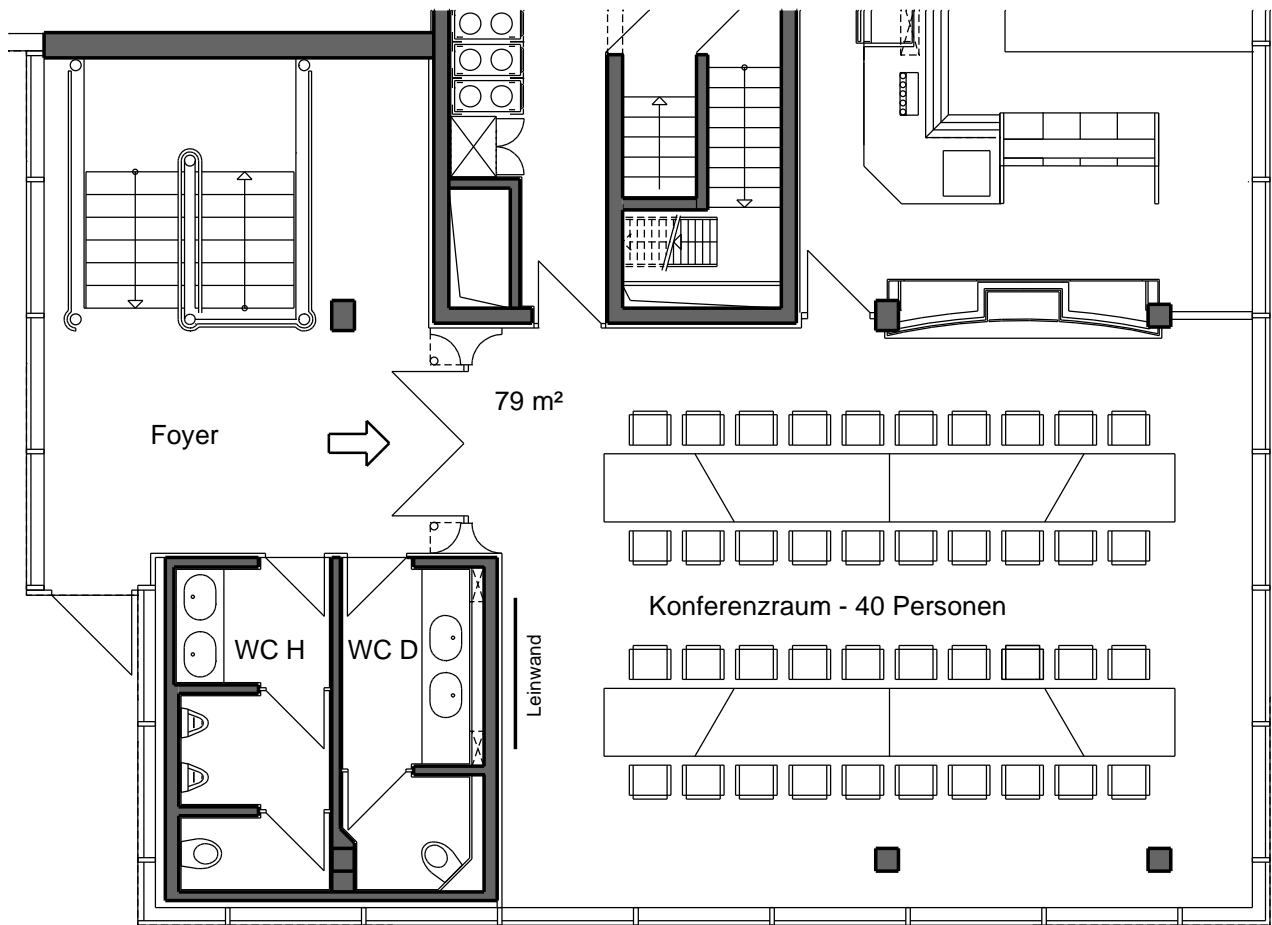 79 m²
Foyer
Konferenzraum - 40 Personen
WC H
WC D
Leinwand